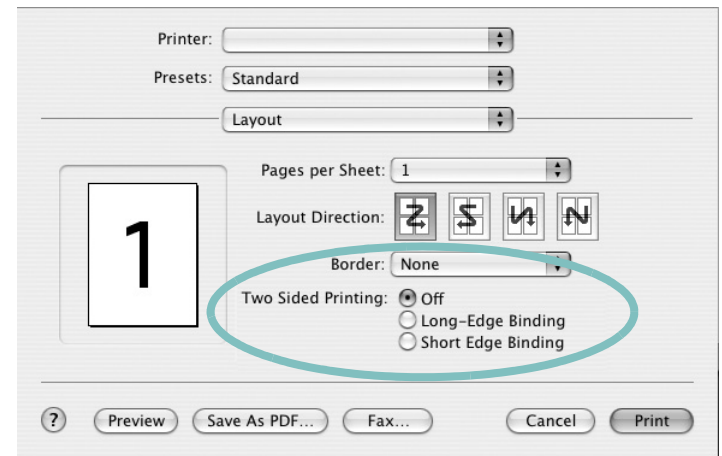 Printer:
Presets: Standard
Layout
Pages per Sheet: 1
1
Layout Direction:
Border: None
Two Sided Printing: Off
Long-Edge Binding
Short Edge Binding
? Preview Save As PDF... Fax... Cancel Print